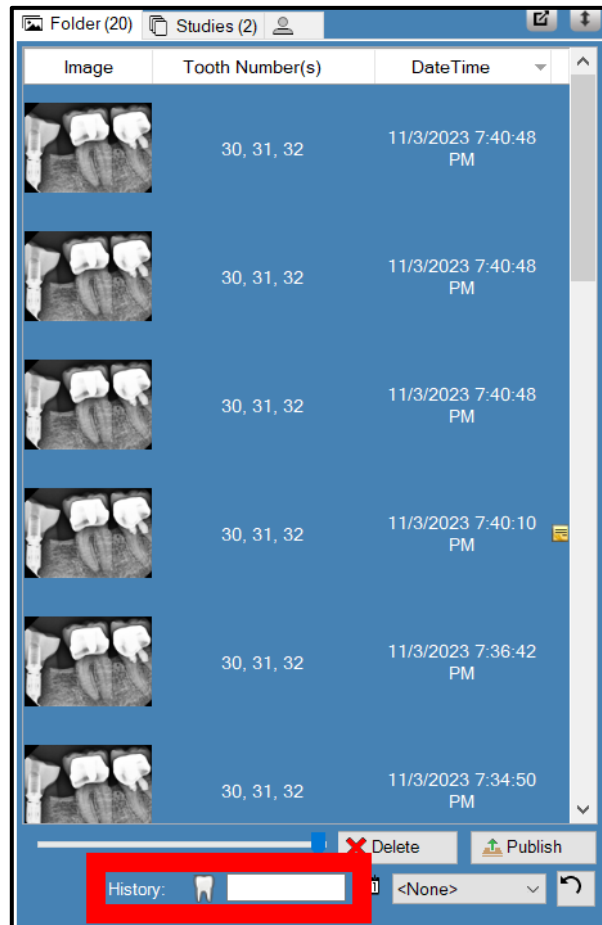 Folder (20) Studies (2)
Image Tooth Number(s) DateTime
30, 31, 32 11/3/2023 7:40:48 PM
30, 31, 32 11/3/2023 7:40:48 PM
30, 31, 32 11/3/2023 7:40:48 PM
30, 31, 32 11/3/2023 7:40:10 PM
30, 31, 32 11/3/2023 7:36:42 PM
30, 31, 32 11/3/2023 7:34:50 PM
Delete Publish
History: <None>